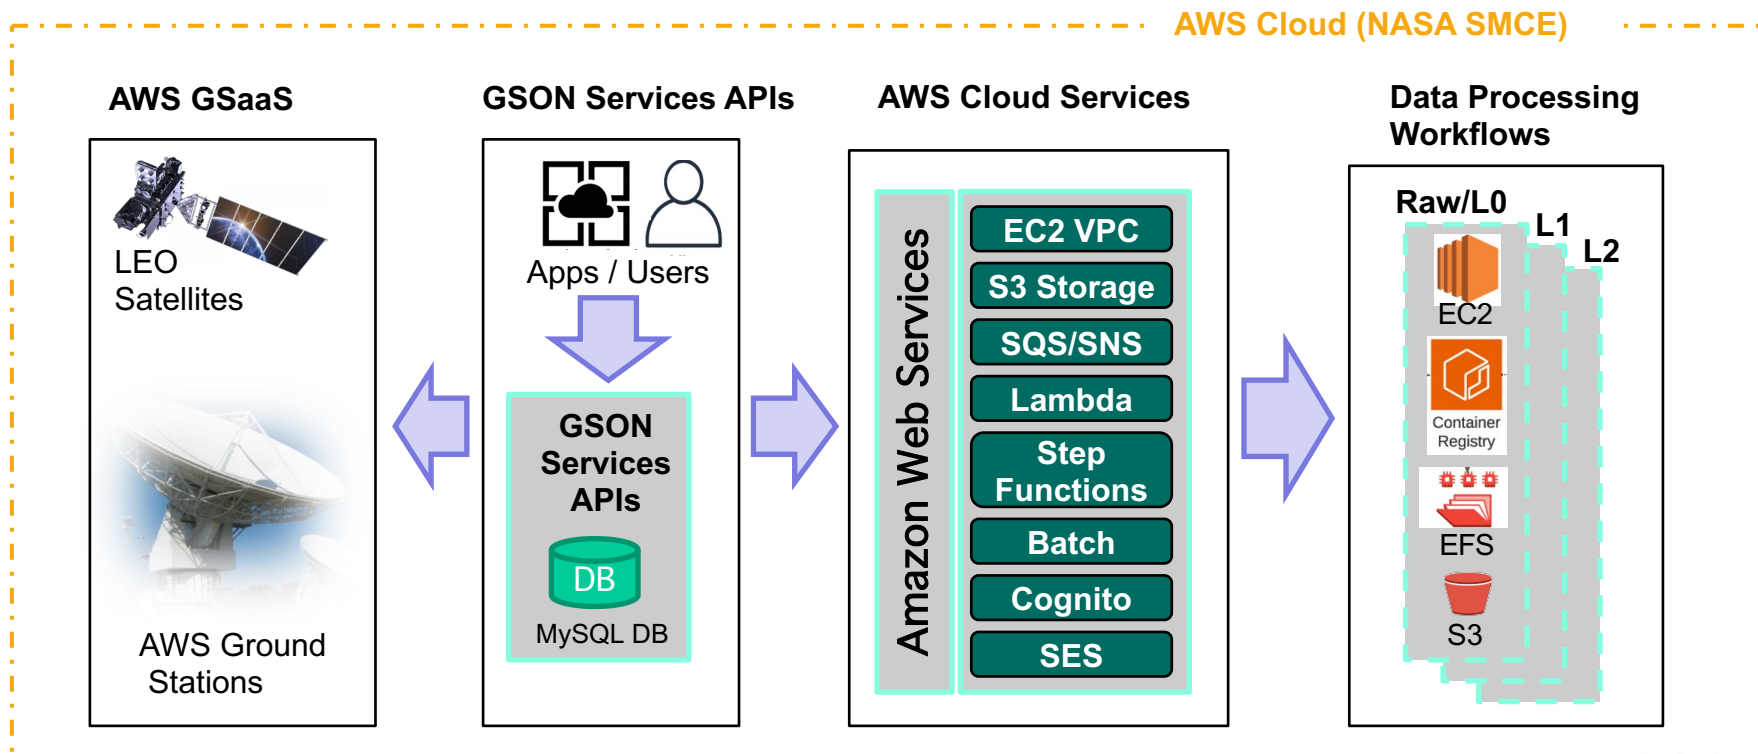 AWS Cloud (NASA SMCE)
AWS GSaaS
LEO
Satellites
AWS Ground
Stations
GSON Services APIs
Apps / Users
GSON
Services
APIs
DB
MySQL DB
AWS Cloud Services
Amazon Web Services
EC2 VPC
S3 Storage
SQS/SNS
Lambda
Step
Functions
Batch
Cognito
SES
Data Processing
Workflows
Raw/L0
L1
L2
EC2
Container
Registry
EFS
S3